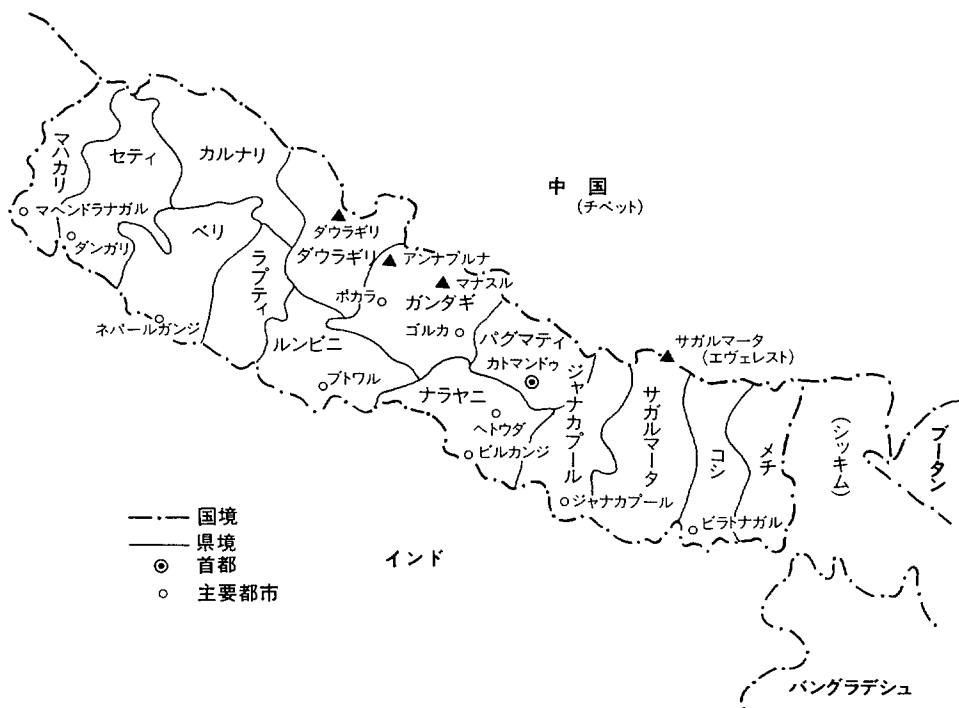 中国
(チベット)
マハカリ
セティ
カルナリ
マヘンドラナガル
ダンガリ
ベリ
ダウラギリ
ダウラギリ
アンナプルナ
マナスル
ラプティ
ポカラ
ガンダギ
ゴルカ
ネパールガンジ
ルンビニ
パグマティ
カトマンドゥ
サガルマータ
(エヴェレスト)
ブトワル
ナラヤニ
ジャナカプール
サガルマータ
コシ
メチ
(シッキム)
ブータン
ヘトウダ
ビルカンジ
ジャナカプール
ビラトナガル
国境
県境
首都
主要都市
インド
バングラデシュ